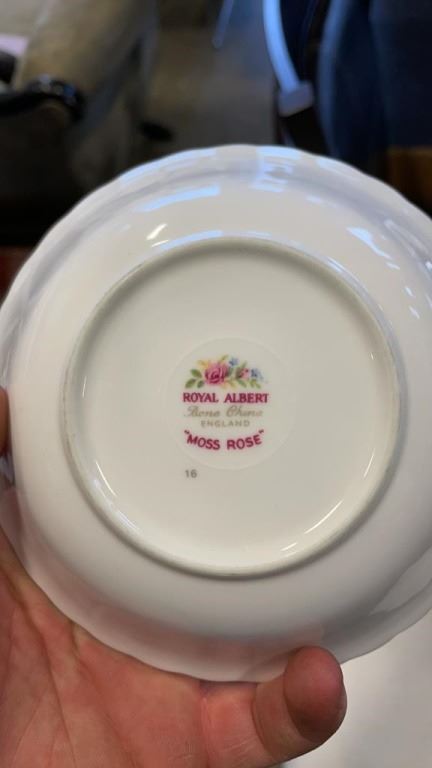 ROYAL ALBERT
Bone China
ENGLAND
"MOSS ROSE"
16